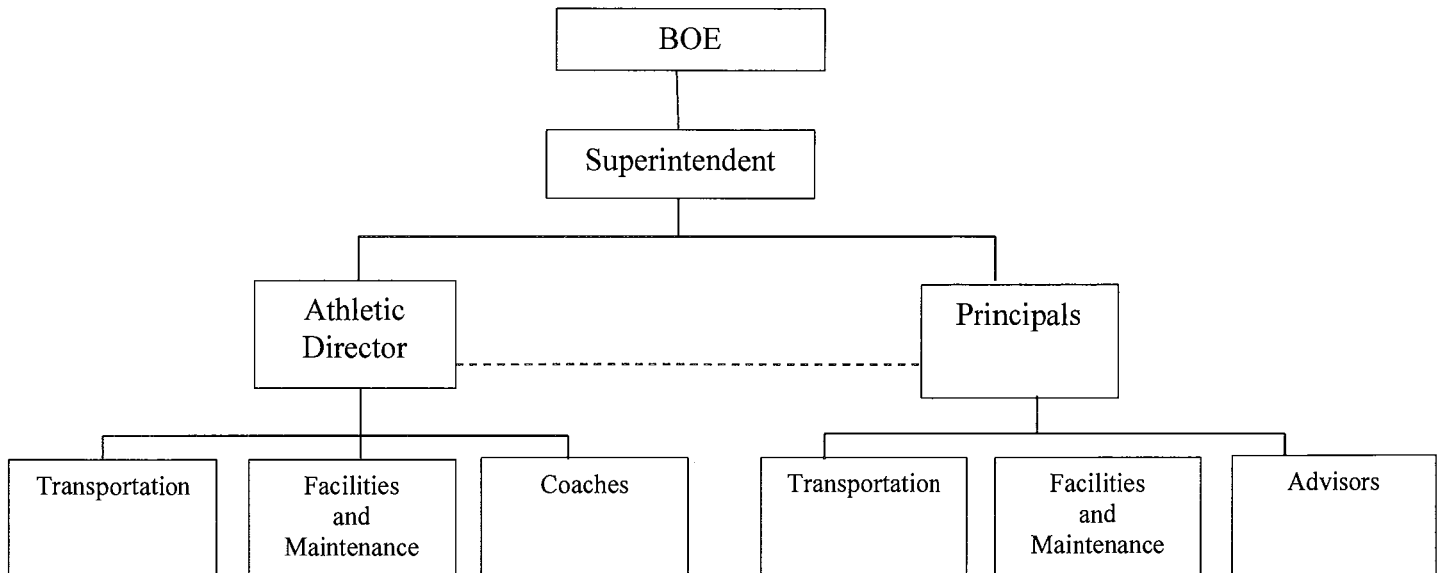 BOE
Superintendent
Athletic
Director
Principals
Transportation
Facilities
and
Maintenance
Coaches
Transportation
Facilities
and
Maintenance
Advisors